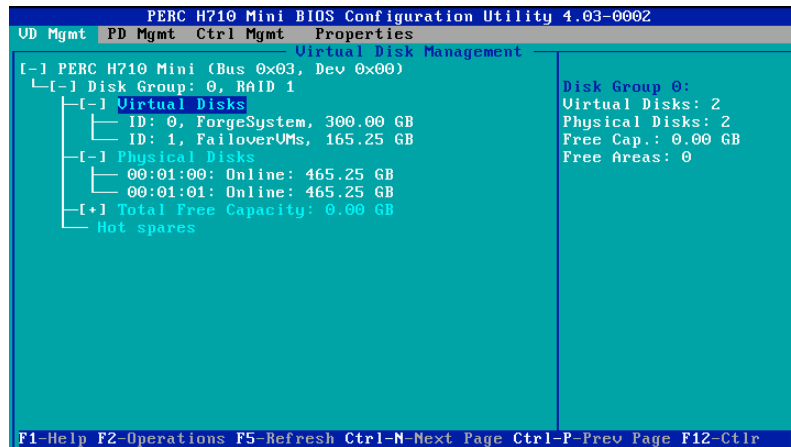 PERC H710 Mini BIOS Configuration Utility 4.03-0002
VD Mgmt PD Mgmt Ctrl Mgmt Properties
Virtual Disk Management
[-] PERC H710 Mini (Bus 0x03, Dev 0x00)
[-] Disk Group: 0, RAID 1
[-] Virtual Disks
ID: 0, ForgeSystem, 300.00 GB
ID: 1, FailoverVMs, 165.25 GB
[-] Physical Disks
00:01:00: Online: 465.25 GB
00:01:01: Online: 465.25 GB
[+] Total Free Capacity: 0.00 GB
Hot spares
Disk Group 0:
Virtual Disks: 2
Physical Disks: 2
Free Cap.: 0.00 GB
Free Areas: 0
F1-Help F2-Operations F5-Refresh Ctrl-N-Next Page Ctrl-P-Prev Page F12-Ctlr